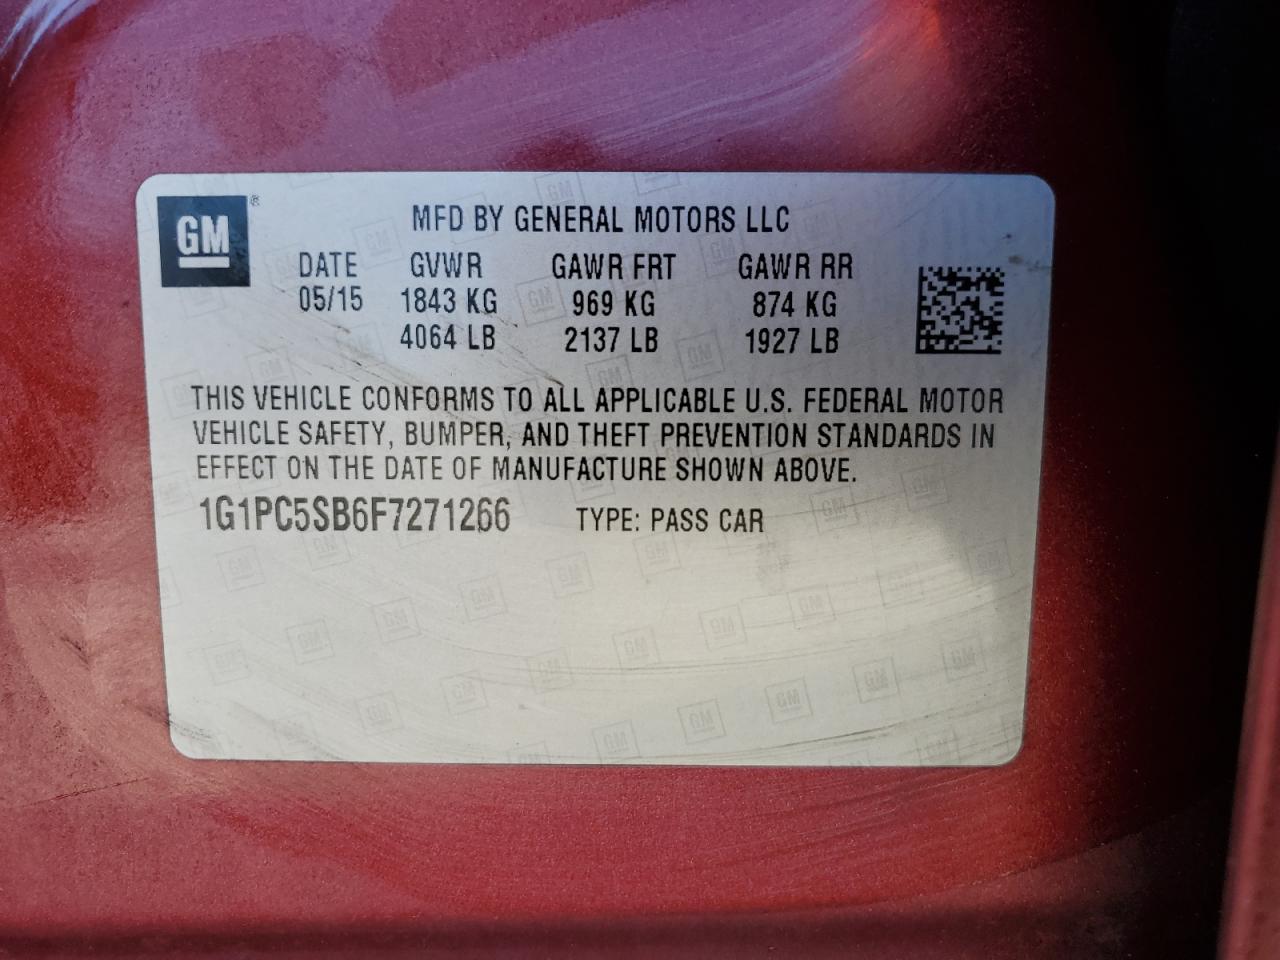 GM ®
MFD BY GENERAL MOTORS LLC
DATE GVWR GAWR FRT GAWR RR
05/15 1843 KG 969 KG 874 KG
4064 LB 2137 LB 1927 LB
THIS VEHICLE CONFORMS TO ALL APPLICABLE U.S. FEDERAL MOTOR
VEHICLE SAFETY, BUMPER, AND THEFT PREVENTION STANDARDS IN
EFFECT ON THE DATE OF MANUFACTURE SHOWN ABOVE.
1G1PC5SB6F7271266 TYPE: PASS CAR